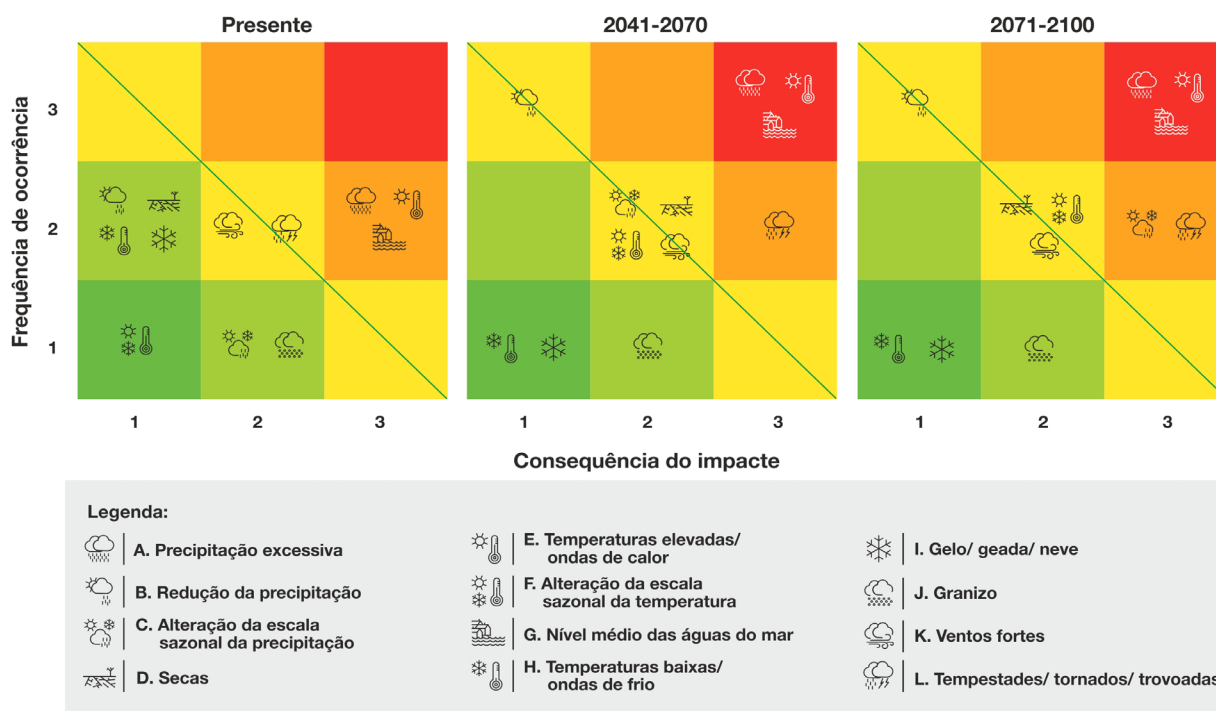 Presente
2041-2070
2071-2100
Frequência de ocorrência
3
2
1
1
2
3
1
2
3
1
2
3
Consequência do impacte
Legenda:
A. Precipitação excessiva
B. Redução da precipitação
C. Alteração da escala
sazonal da precipitação
D. Secas
E. Temperaturas elevadas/
ondas de calor
F. Alteração da escala
sazonal da temperatura
G. Nível médio das águas do mar
H. Temperaturas baixas/
ondas de frio
I. Gelo/ geada/ neve
J. Granizo
K. Ventos fortes
L. Tempestades/ tornados/ trovoadas